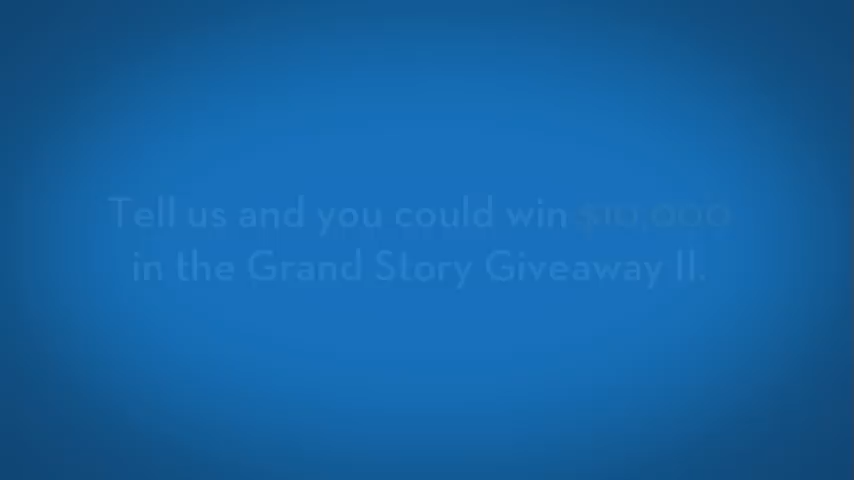 Tell us and you could win $10,000
in the Grand Story Giveaway II.